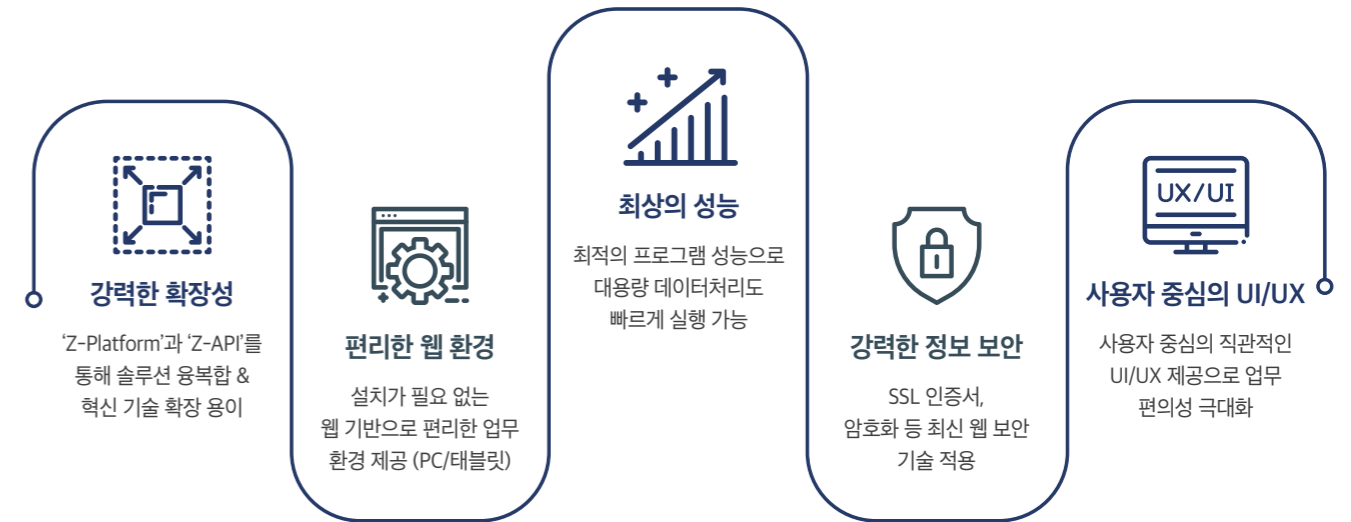 강력한 확장성
'Z-Platform'과 'Z-API'를
통해 솔루션 융복합 &
혁신 기술 확장 용이
편리한 웹 환경
설치가 필요 없는
웹 기반으로 편리한 업무
환경 제공 (PC/태블릿)
최상의 성능
최적의 프로그램 성능으로
대용량 데이터처리도
빠르게 실행 가능
강력한 정보 보안
SSL 인증서,
암호화 등 최신 웹 보안
기술 적용
UX/UI
사용자 중심의 UI/UX
사용자 중심의 직관적인
UI/UX 제공으로 업무
편의성 극대화